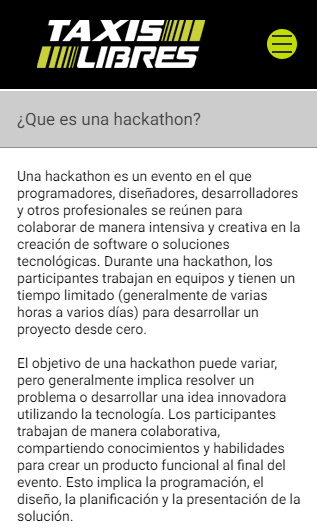 TAXIS
LIBRES
¿Que es una hackathon?
Una hackathon es un evento en el que
programadores, diseñadores, desarrolladores
y otros profesionales se reúnen para
colaborar de manera intensiva y creativa en la
creación de software o soluciones
tecnológicas. Durante una hackathon, los
participantes trabajan en equipos y tienen un
tiempo limitado (generalmente de varias
horas a varios días) para desarrollar un
proyecto desde cero.
El objetivo de una hackathon puede variar,
pero generalmente implica resolver un
problema o desarrollar una idea innovadora
utilizando la tecnología. Los participantes
trabajan de manera colaborativa,
compartiendo conocimientos y habilidades
para crear un producto funcional al final del
evento. Esto implica la programación, el
diseño, la planificación y la presentación de la
solución.